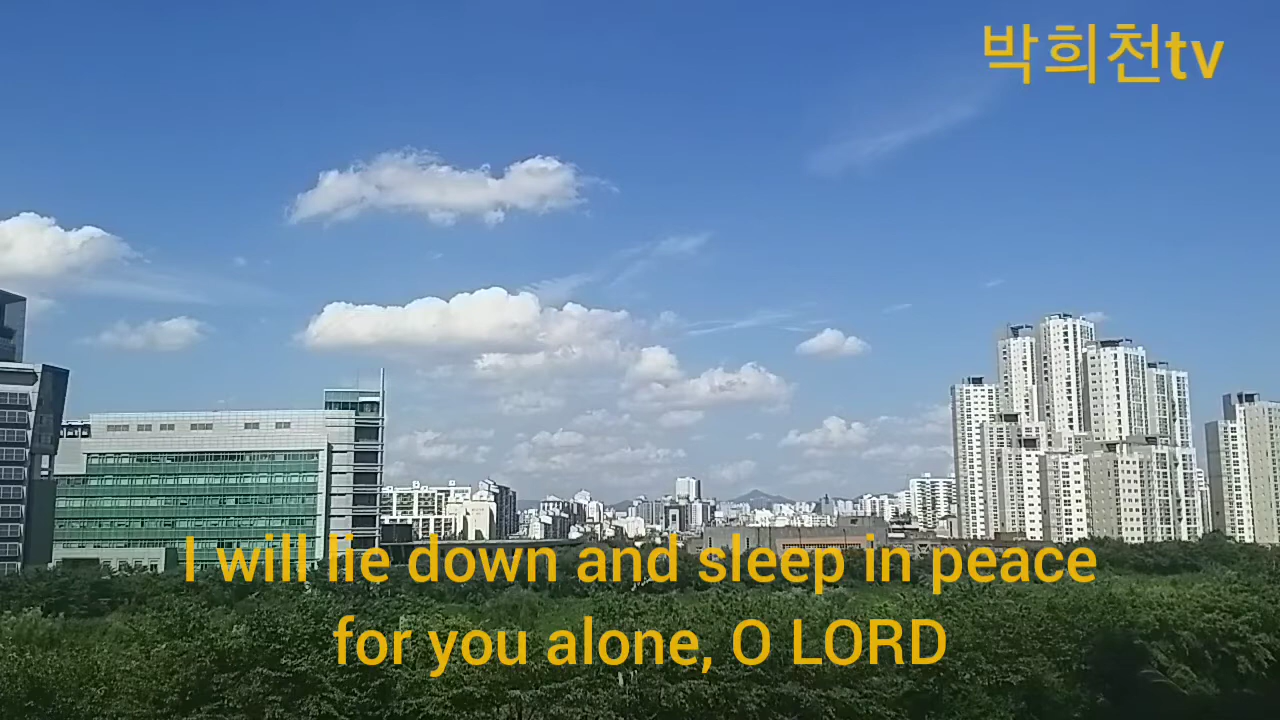 박희천tv
I will lie down and sleep in peace
for you alone, O LORD